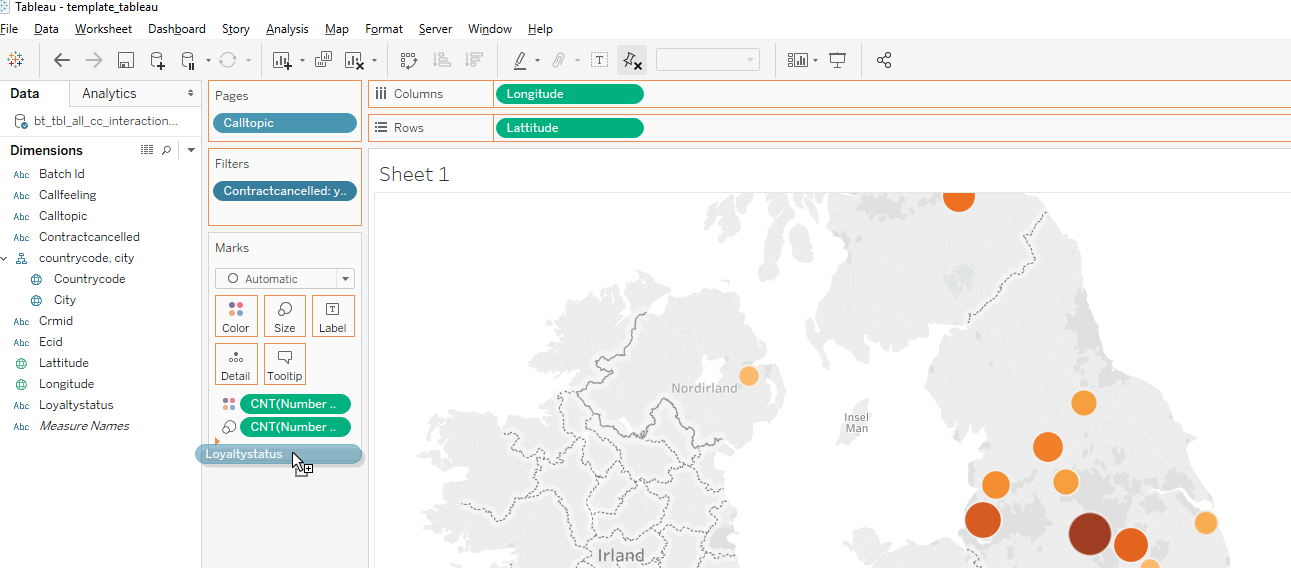 Tableau - template_tableau
File Data Worksheet Dashboard Story Analysis Map Format Server Window Help
Data Analytics
bt_tbl_all_cc_interaction...
Dimensions
Abc Batch Id
Abc Callfeeling
Abc Calltopic
Abc Contractcancelled
countrycode, city
Countrycode
City
Abc Crmid
Abc Ecid
Lattitude
Longitude
Abc Loyaltystatus
Abc Measure Names
Pages
Calltopic
Filters
Contractcancelled: y..
Marks
Automatic
Color Size Label
Detail Tooltip
CNT(Number ..
CNT(Number ..
Loyaltystatus
Columns Longitude
Rows Lattitude
Sheet 1
Nordirland
Insel
Man
Irland